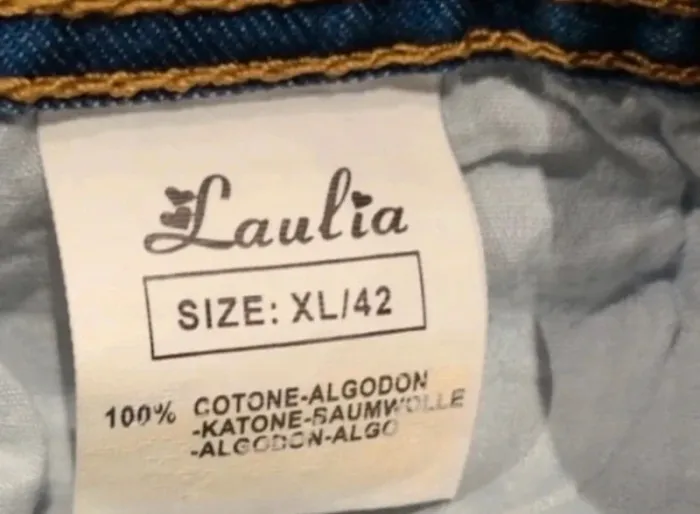 Laulia
SIZE: XL/42
100% COTONE-ALGODON
-KATONE-BAUMWOLLE
-ALGODON-ALGO